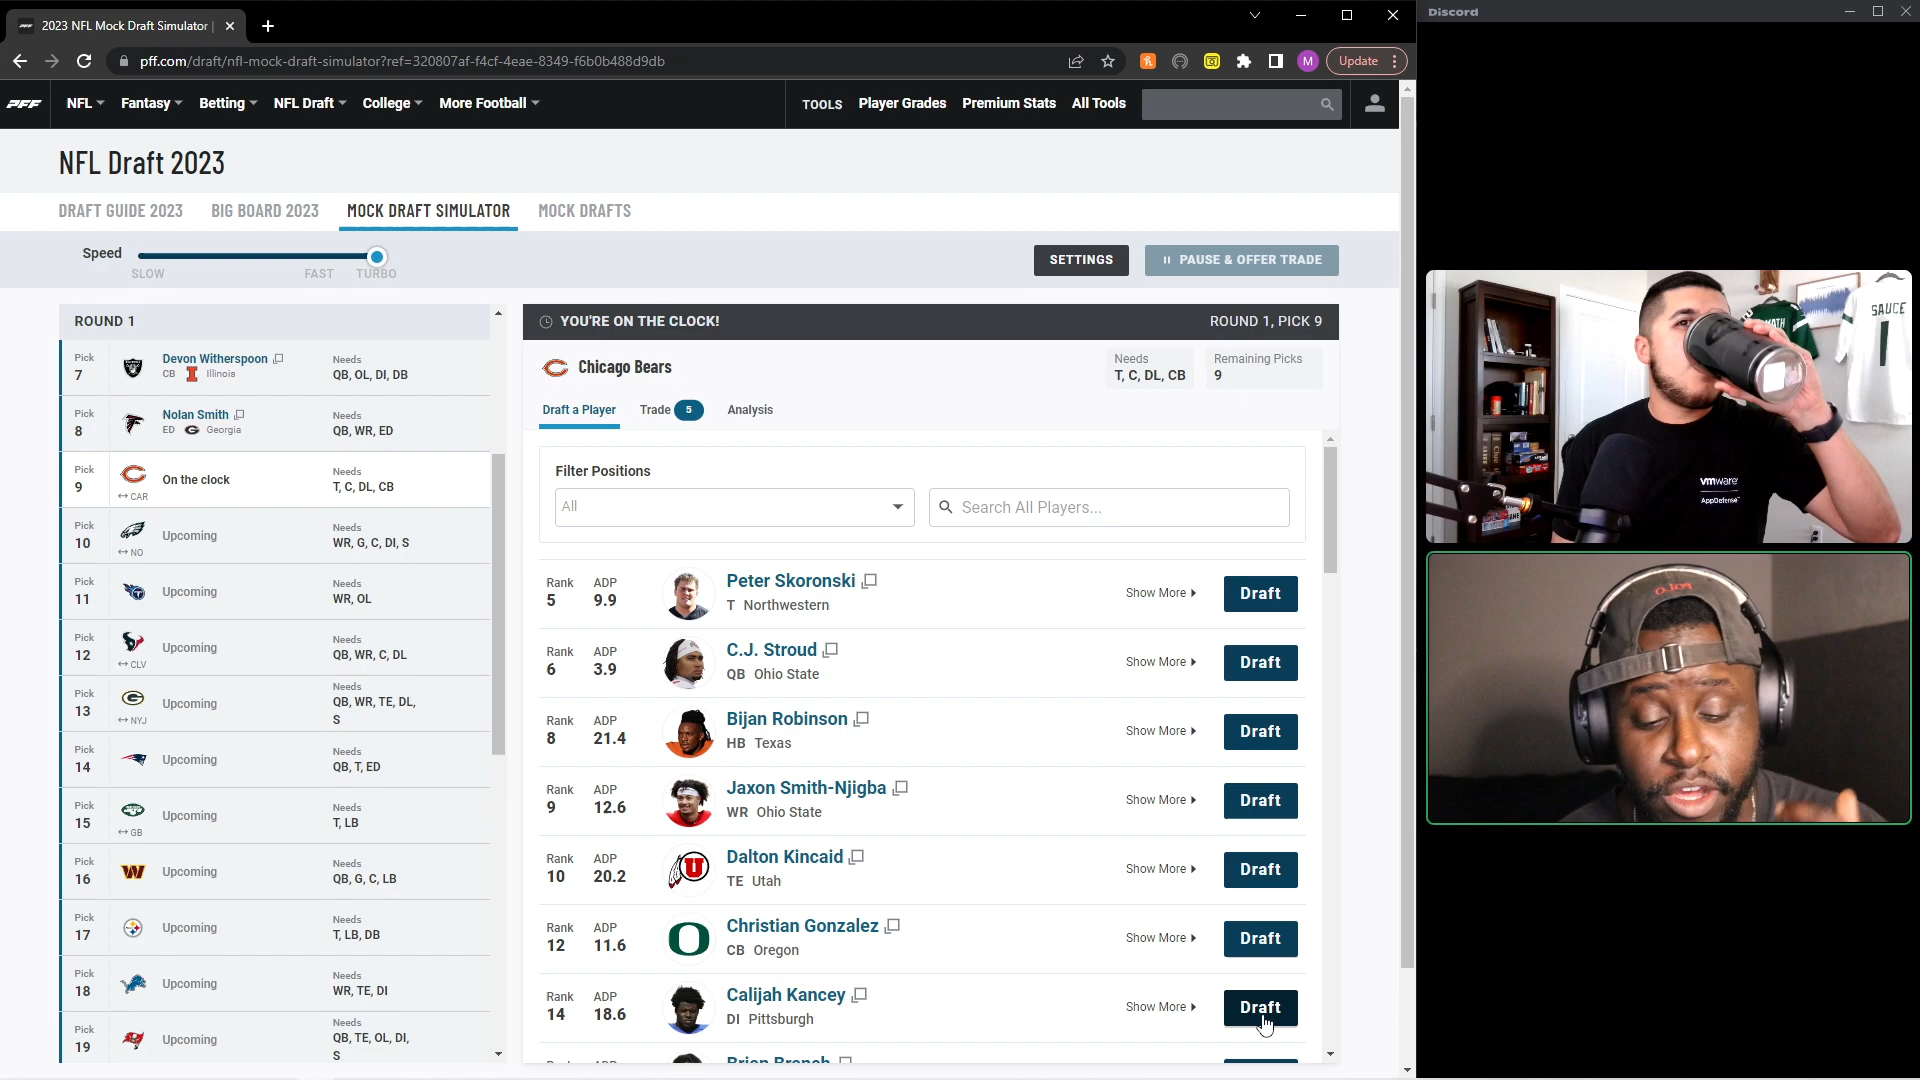 2023 NFL Mock Draft Simulator |
Discord
pff.com/draft/nfl-mock-draft-simulator?ref=320807af-f4cf-4eae-8349-f6b0b488d9db
M
Update
PFF
NFL
Fantasy
Betting
NFL Draft
College
More Football
TOOLS
Player Grades
Premium Stats
All Tools
NFL Draft 2023
DRAFT GUIDE 2023
BIG BOARD 2023
MOCK DRAFT SIMULATOR
MOCK DRAFTS
Speed
SLOW
FAST
TURBO
SETTINGS
PAUSE & OFFER TRADE
ROUND 1
Pick
7
Devon Witherspoon
CB Illinois
Needs
QB, OL, DI, DB
Pick
8
Nolan Smith
ED Georgia
Needs
QB, WR, ED
Pick
9
CAR
On the clock
Needs
T, C, DL, CB
Pick
10
NO
Upcoming
Needs
WR, G, C, DI, S
Pick
11
Upcoming
Needs
WR, OL
Pick
12
CLV
Upcoming
Needs
QB, WR, C, DL
Pick
13
NYJ
Upcoming
Needs
QB, WR, TE, DL,
S
Pick
14
Upcoming
Needs
QB, T, ED
Pick
15
GB
Upcoming
Needs
T, LB
Pick
16
Upcoming
Needs
QB, G, C, LB
Pick
17
Upcoming
Needs
T, LB, DB
Pick
18
Upcoming
Needs
WR, TE, DI
Pick
19
Upcoming
Needs
QB, TE, OL, DI,
S
YOU'RE ON THE CLOCK!
ROUND 1, PICK 9
Chicago Bears
Needs
T, C, DL, CB
Remaining Picks
9
Draft a Player
Trade 5
Analysis
Filter Positions
All
Search All Players...
Rank
5
ADP
9.9
Peter Skoronski
T Northwestern
Show More
Draft
Rank
6
ADP
3.9
C.J. Stroud
QB Ohio State
Show More
Draft
Rank
8
ADP
21.4
Bijan Robinson
HB Texas
Show More
Draft
Rank
9
ADP
12.6
Jaxon Smith-Njigba
WR Ohio State
Show More
Draft
Rank
10
ADP
20.2
Dalton Kincaid
TE Utah
Show More
Draft
Rank
12
ADP
11.6
Christian Gonzalez
CB Oregon
Show More
Draft
Rank
14
ADP
18.6
Calijah Kancey
DI Pittsburgh
Show More
Draft
Brian Branch
SAUCE
1
vmware
AppDefense
POLO